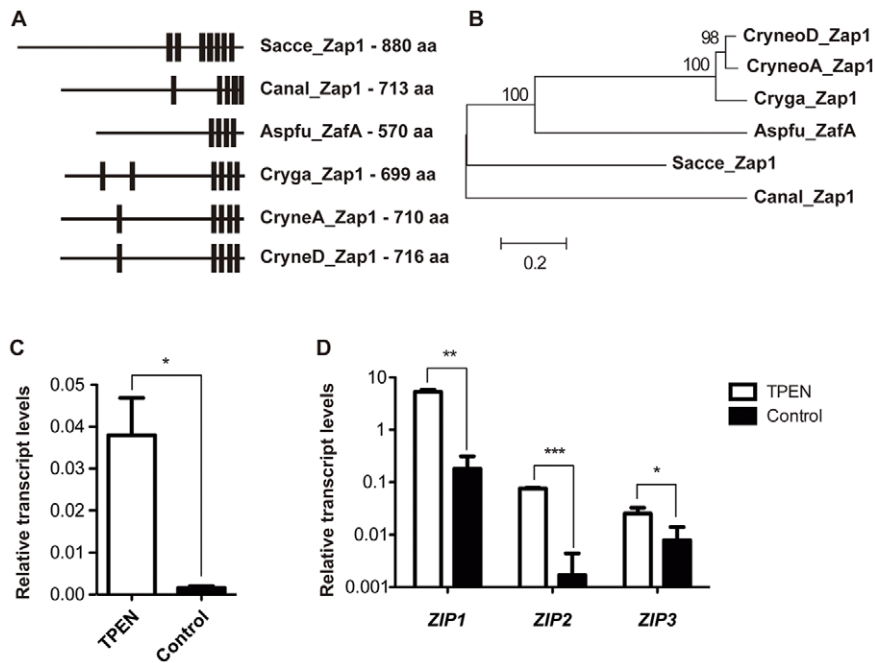 A
Sacce_Zap1 - 880 aa
Canal_Zap1 - 713 aa
Aspfu_ZafA - 570 aa
Cryga_Zap1 - 699 aa
CryneA_Zap1 - 710 aa
CryneD_Zap1 - 716 aa
B
98
CryneoD_Zap1
100
CryneoA_Zap1
Cryga_Zap1
100
Aspfu_ZafA
Sacce_Zap1
Canal_Zap1
0.2
C
*
Relative transcript levels
0.05
0.04
0.03
0.02
0.01
0.00
TPEN
Control
D
**
***
*
Relative transcript levels
10
1
0.1
0.01
0.001
ZIP1
ZIP2
ZIP3
TPEN
Control